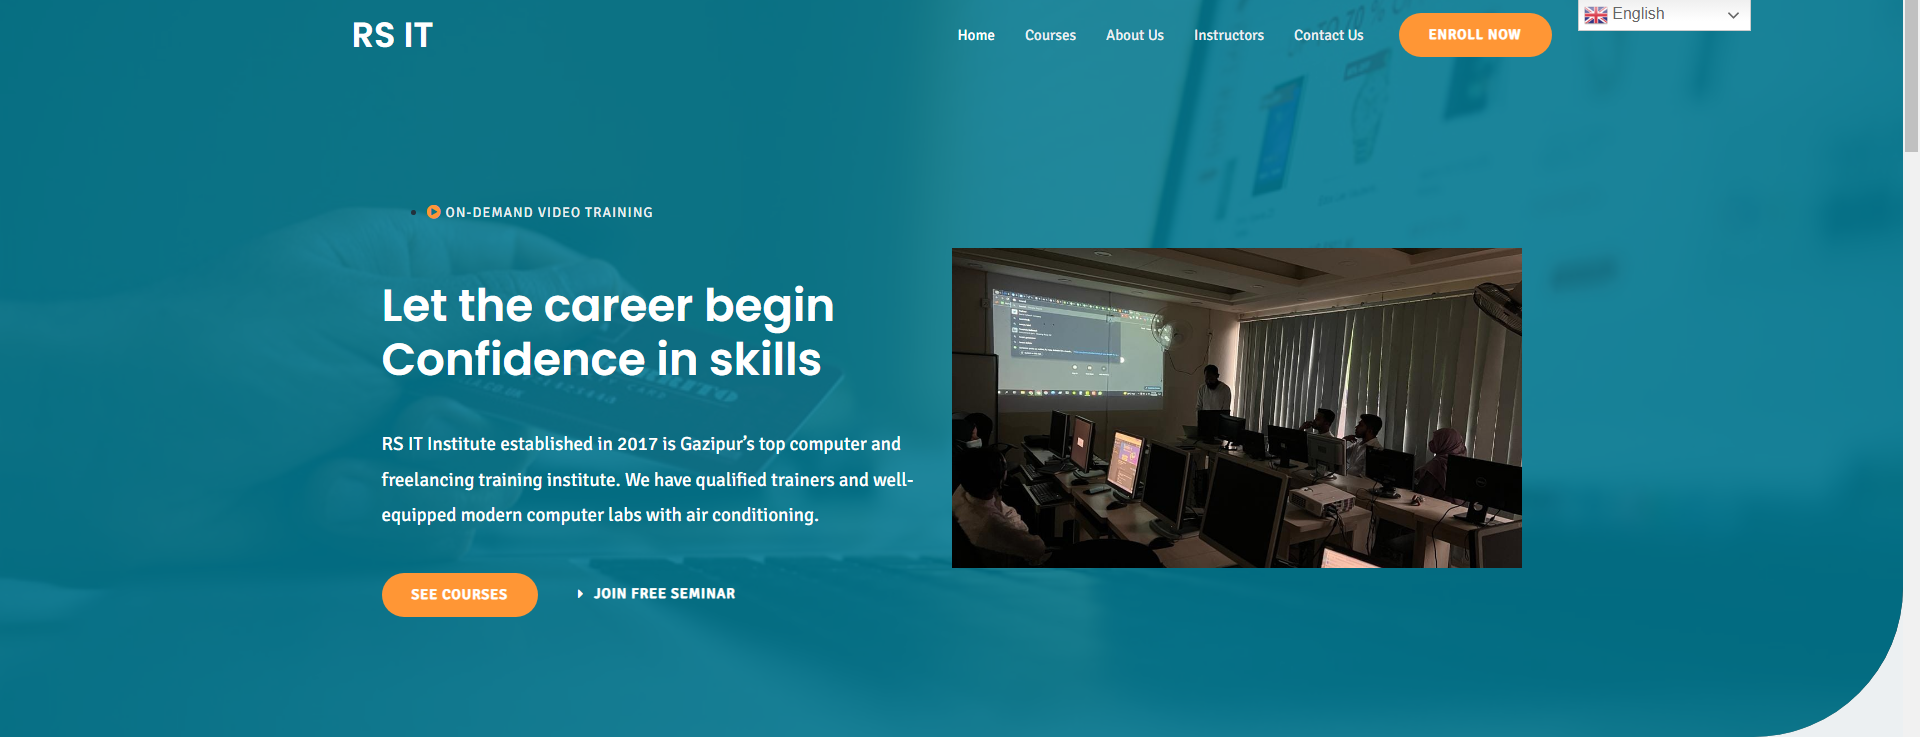 RS IT
Home
Courses
About Us
Instructors
Contact Us
ENROLL NOW
English
ON-DEMAND VIDEO TRAINING
Let the career begin
Confidence in skills
RS IT Institute established in 2017 is Gazipur’s top computer and
freelancing training institute. We have qualified trainers and well-
equipped modern computer labs with air conditioning.
SEE COURSES
JOIN FREE SEMINAR